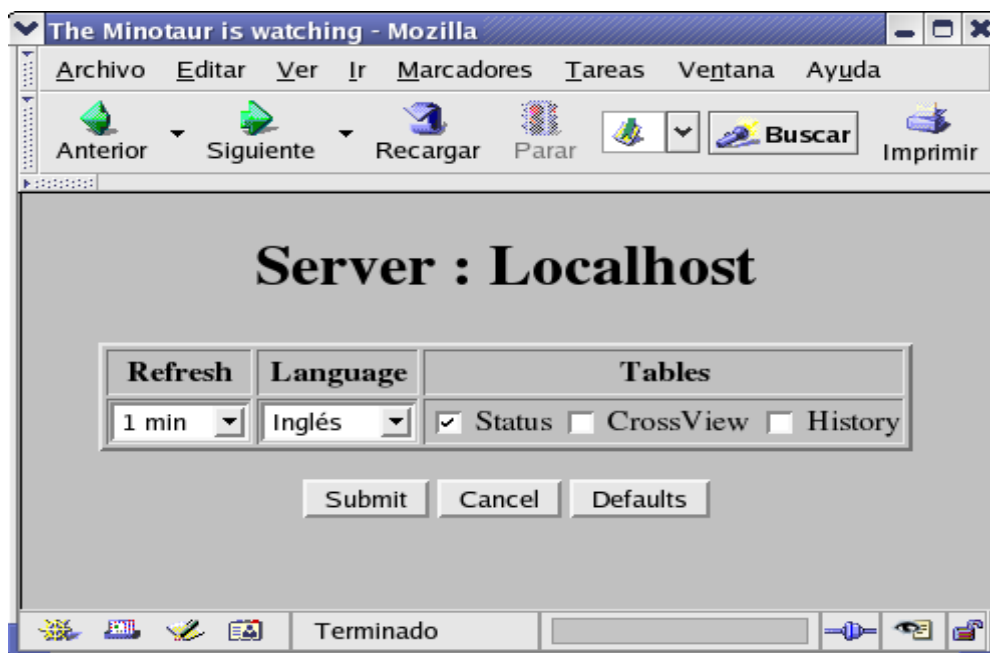 The Minotaur is watching - Mozilla
Archivo Editar Ver Ir Marcadores Tareas Ventana Ayuda
Anterior Siguiente Recargar Parar Buscar Imprimir
Server : Localhost
Refresh Language Tables
1 min Inglés Status CrossView History
Submit Cancel Defaults
Terminado